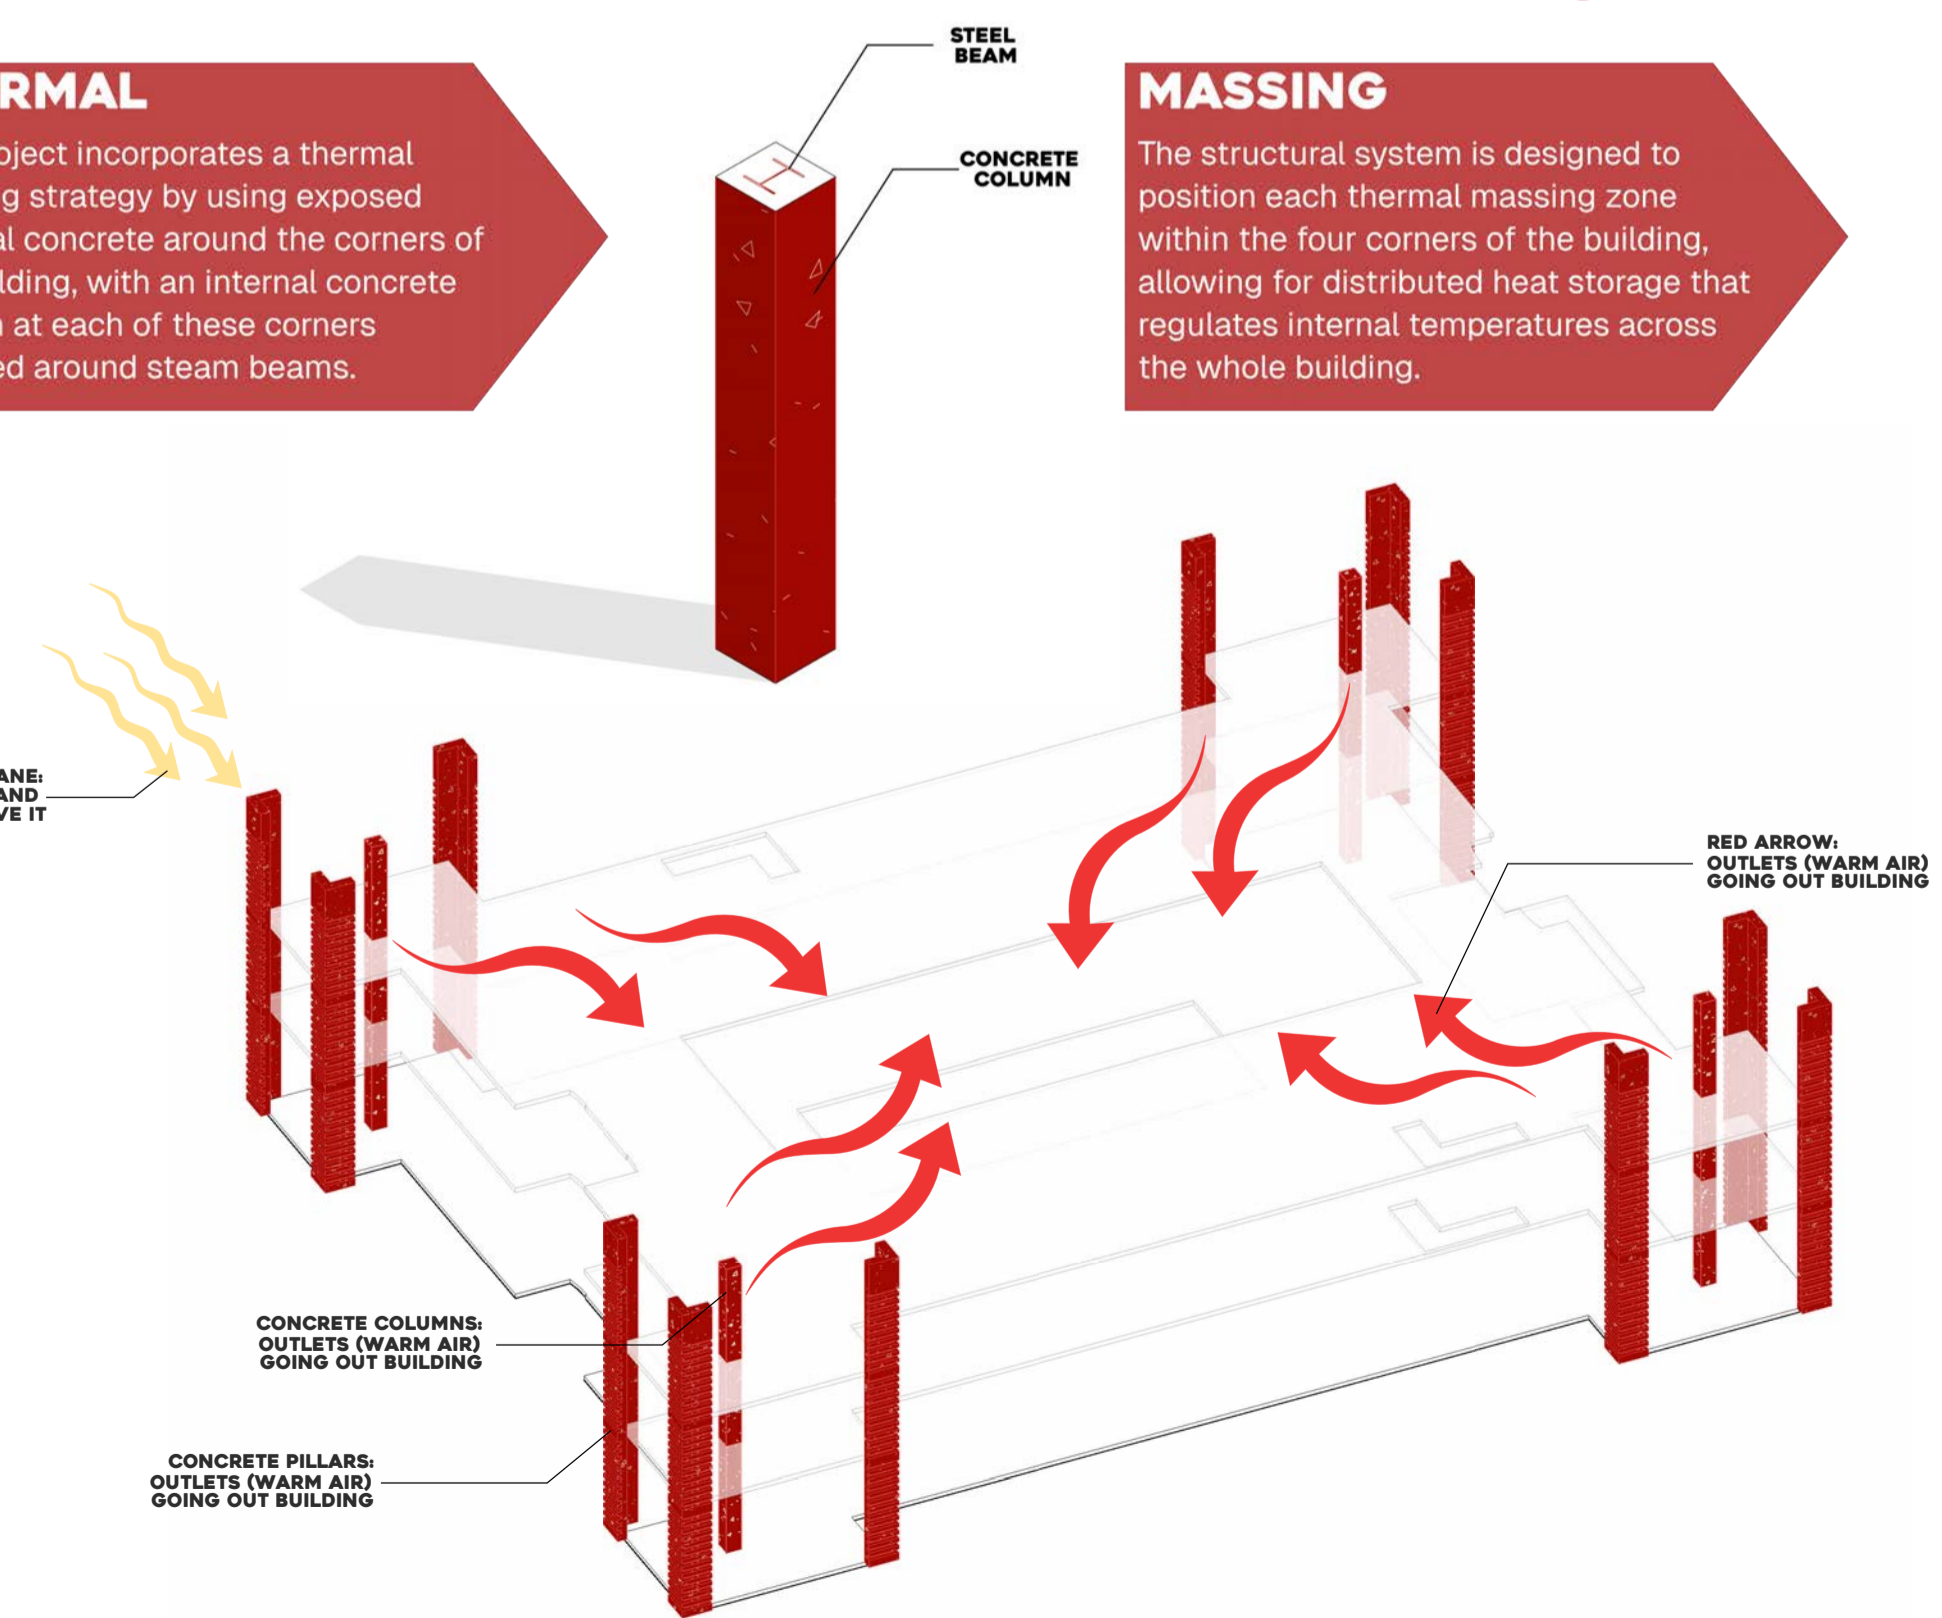 STEEL
BEAM
RMAL
oject incorporates a thermal
g strategy by using exposed
al concrete around the corners of
lding, with an internal concrete
n at each of these corners
ed around steam beams.
CONCRETE
COLUMN
MASSING
The structural system is designed to
position each thermal massing zone
within the four corners of the building,
allowing for distributed heat storage that
regulates internal temperatures across
the whole building.
ANE:
AND
VE IT
RED ARROW:
OUTLETS (WARM AIR)
GOING OUT BUILDING
CONCRETE COLUMNS:
OUTLETS (WARM AIR)
GOING OUT BUILDING
CONCRETE PILLARS:
OUTLETS (WARM AIR)
GOING OUT BUILDING